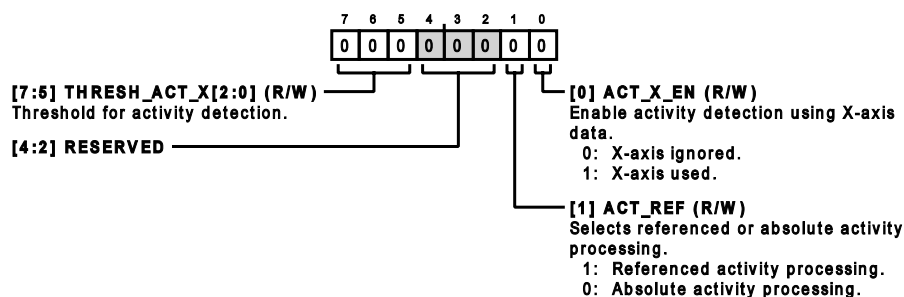 7 6 5 4 3 2 1 0
0 0 0 0 0 0 0 0
[7:5] THRESH_ACT_X[2:0] (R/W)
Threshold for activity detection.
[4:2] RESERVED
[0] ACT_X_EN (R/W)
Enable activity detection using X-axis
data.
0: X-axis ignored.
1: X-axis used.
[1] ACT_REF (R/W)
Selects referenced or absolute activity
processing.
1: Referenced activity processing.
0: Absolute activity processing.